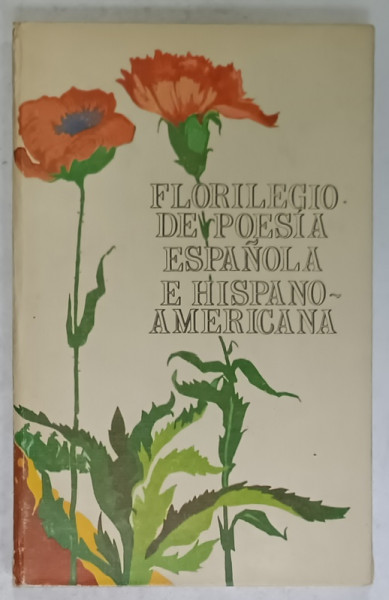 FLORILEGIO
DE POESIA
ESPAÑOLA
E HISPANO-
AMERICANA